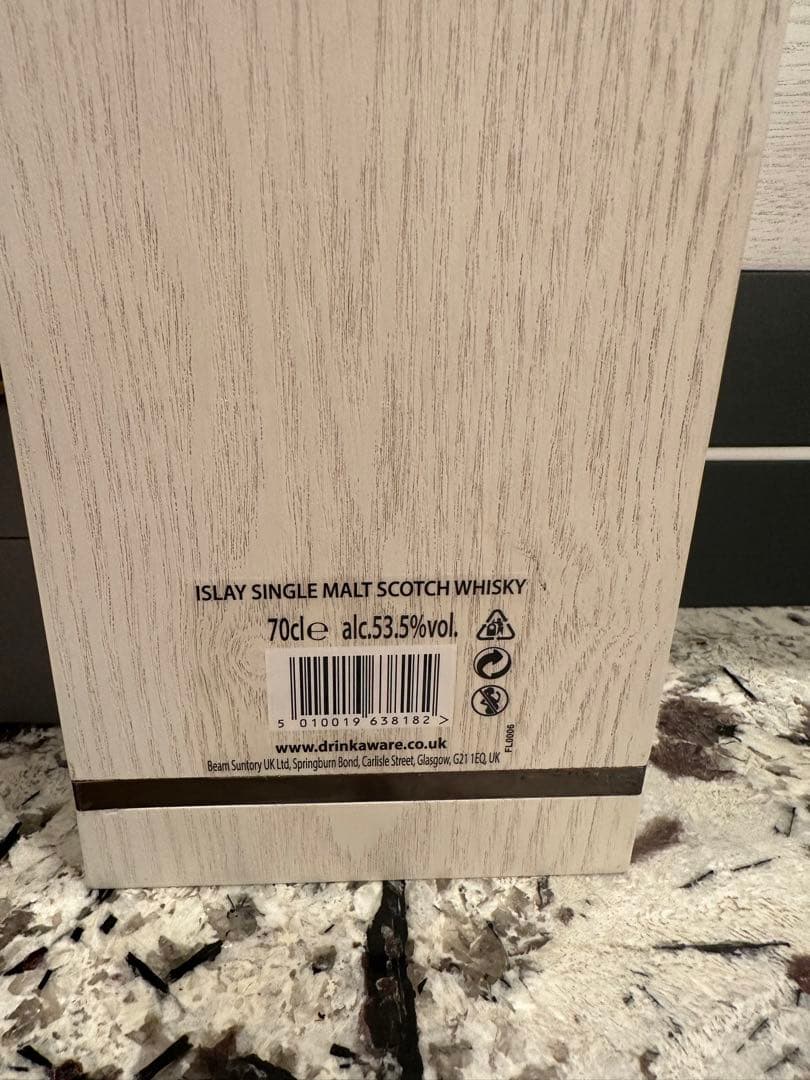 ISLAY SINGLE MALT SCOTCH WHISKY
70cl e alc.53.5%vol.
5 010019 638182 >
www.drinkaware.co.uk
Beam Suntory UK Ltd, Springburn Bond, Carlisle Street, Glasgow, G21 1EQ, UK
FL0006